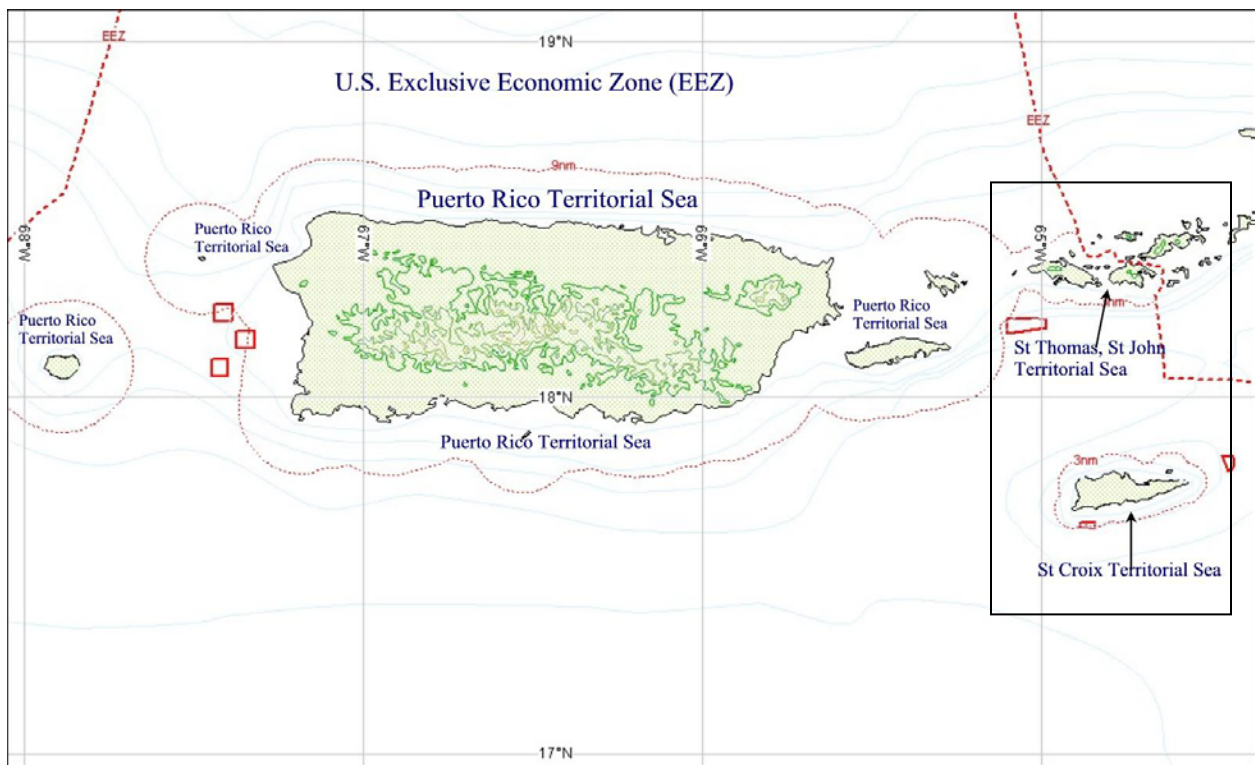 EEZ
19°N
U.S. Exclusive Economic Zone (EEZ)
EEZ
9nm
Puerto Rico Territorial Sea
Puerto Rico
Territorial Sea
68°W
67°W
66°W
65°W
Puerto Rico
Territorial Sea
Puerto Rico
Territorial Sea
3nm
St Thomas, St John
Territorial Sea
18°N
Puerto Rico Territorial Sea
3nm
St Croix Territorial Sea
17°N